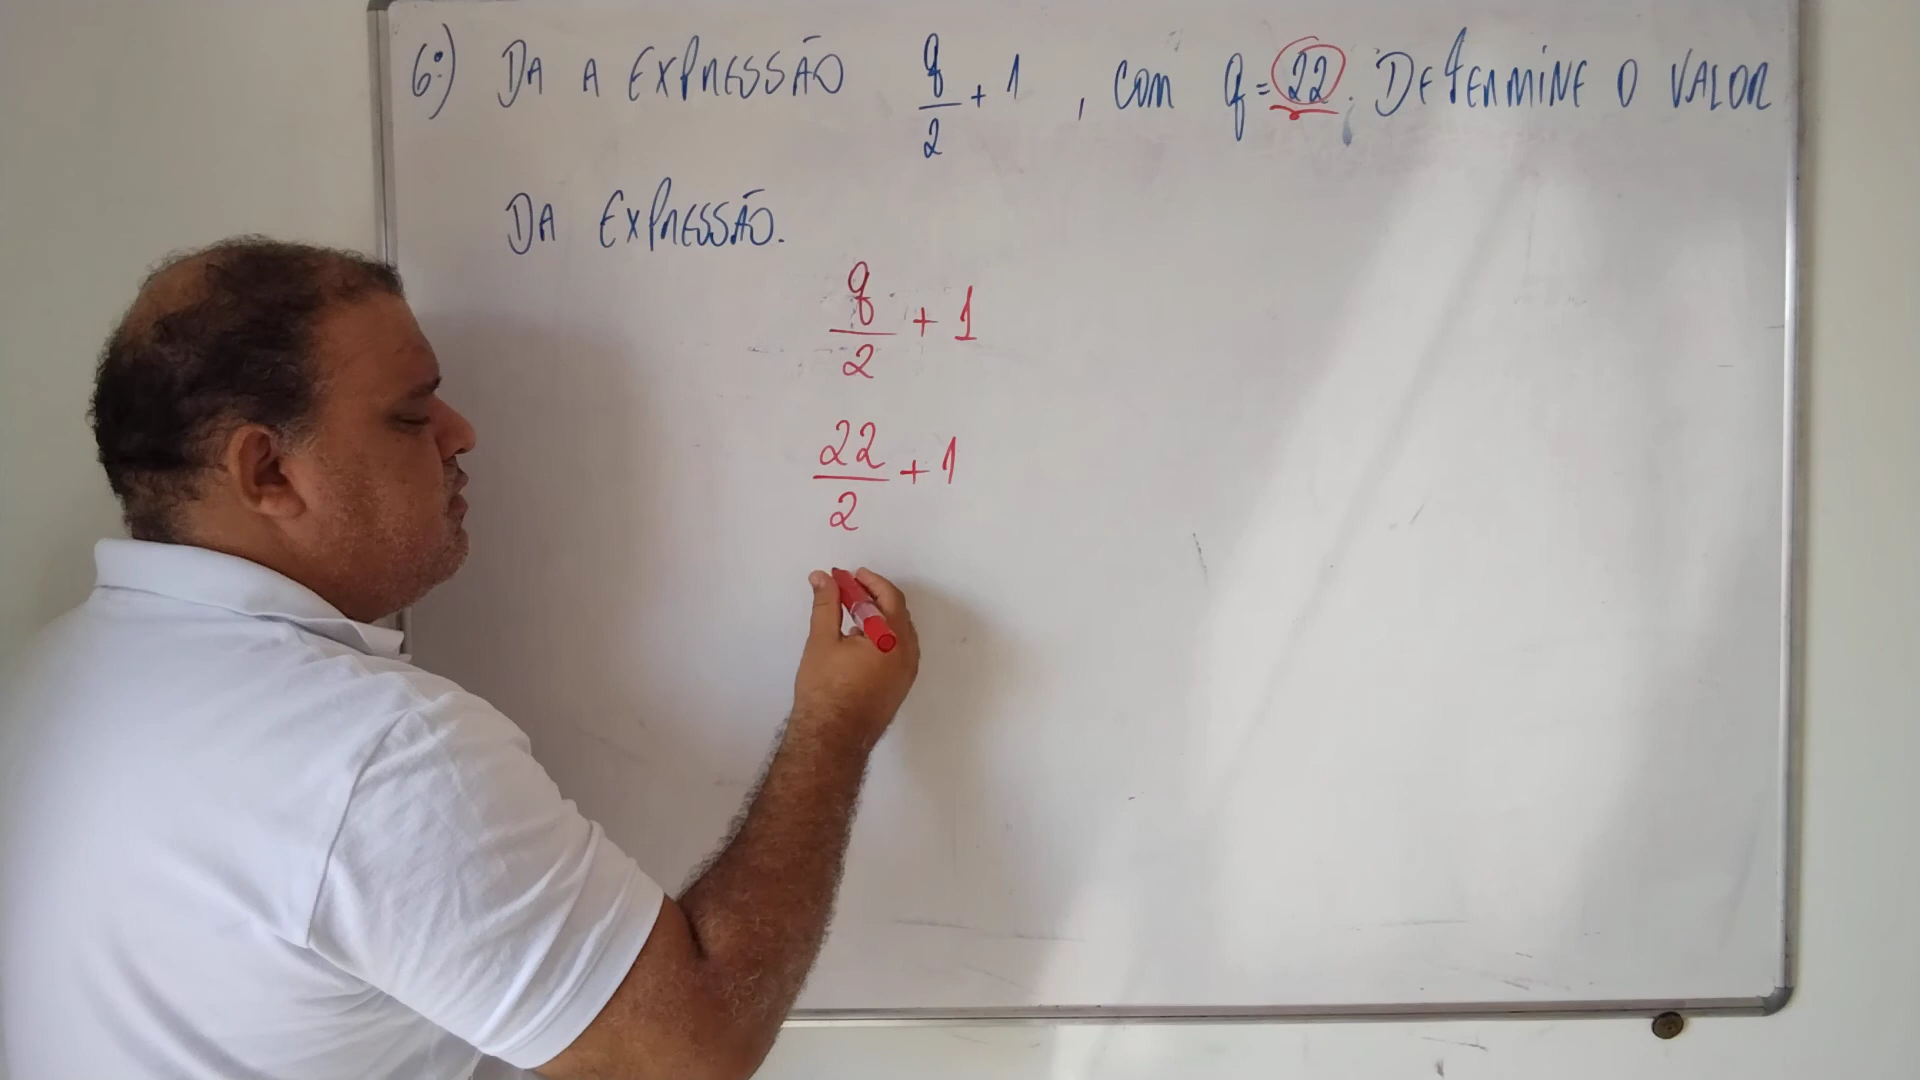 6º) DA A EXPRESSÃO q/2 + 1 , COM q = 22. DETERMINE O VALOR
DA EXPRESSÃO.
q/2 + 1
22/2 + 1